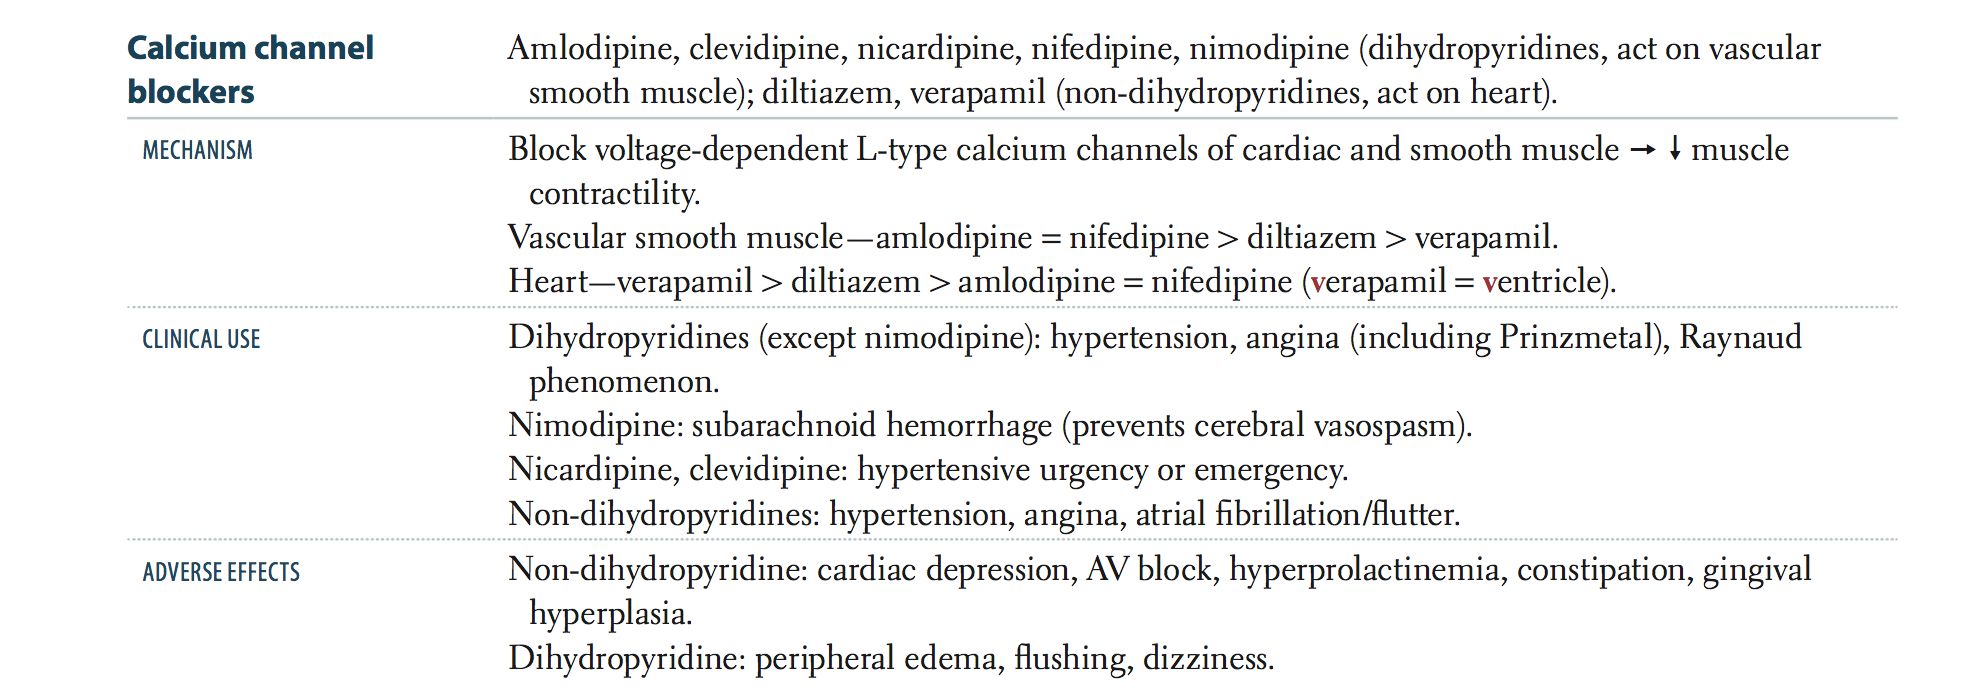 Calcium channel blockers
Amlodipine, clevidipine, nicardipine, nifedipine, nimodipine (dihydropyridines, act on vascular
smooth muscle); diltiazem, verapamil (non-dihydropyridines, act on heart).
MECHANISM
Block voltage-dependent L-type calcium channels of cardiac and smooth muscle → ↓ muscle
contractility.
Vascular smooth muscle—amlodipine = nifedipine > diltiazem > verapamil.
Heart—verapamil > diltiazem > amlodipine = nifedipine (verapamil = ventricle).
CLINICAL USE
Dihydropyridines (except nimodipine): hypertension, angina (including Prinzmetal), Raynaud
phenomenon.
Nimodipine: subarachnoid hemorrhage (prevents cerebral vasospasm).
Nicardipine, clevidipine: hypertensive urgency or emergency.
Non-dihydropyridines: hypertension, angina, atrial fibrillation/flutter.
ADVERSE EFFECTS
Non-dihydropyridine: cardiac depression, AV block, hyperprolactinemia, constipation, gingival
hyperplasia.
Dihydropyridine: peripheral edema, flushing, dizziness.